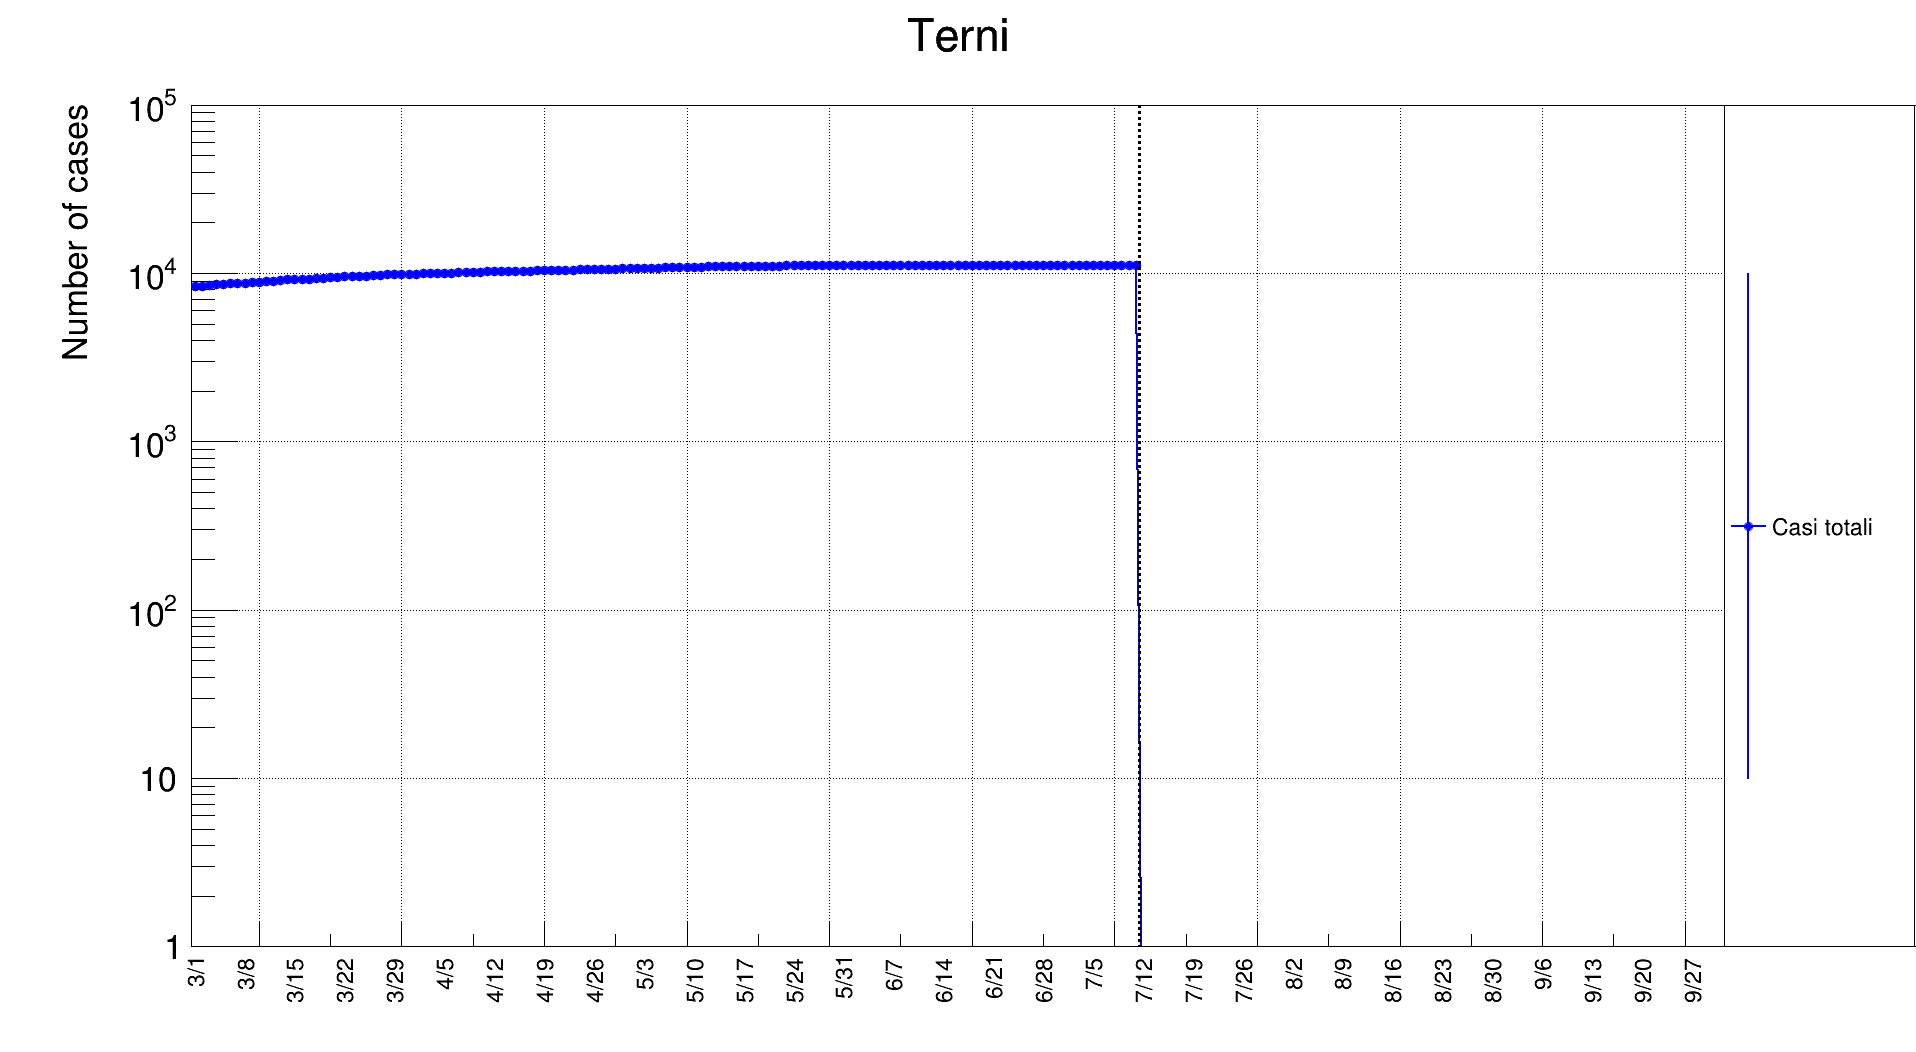 Terni
Number of cases
10^5
10^4
10^3
10^2
10
1
3/1 3/8 3/15 3/22 3/29 4/5 4/12 4/19 4/26 5/3 5/10 5/17 5/24 5/31 6/7 6/14 6/21 6/28 7/5 7/12 7/19 7/26 8/2 8/9 8/16 8/23 8/30 9/6 9/13 9/20 9/27
Casi totali